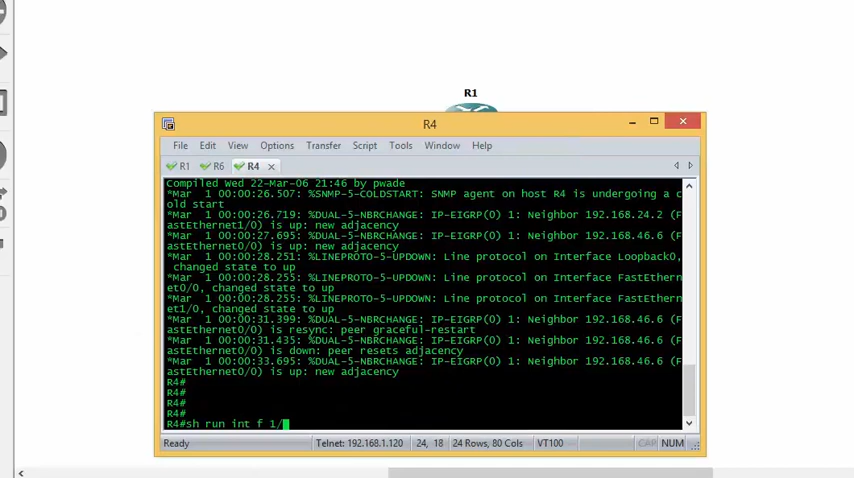 R1
R4
File Edit View Options Transfer Script Tools Window Help
R1 R6 R4
Compiled Wed 22-Mar-06 21:46 by pwade
*Mar  1 00:00:26.507: %SNMP-5-COLDSTART: SNMP agent on host R4 is undergoing a c
old start
*Mar  1 00:00:26.719: %DUAL-5-NBRCHANGE: IP-EIGRP(0) 1: Neighbor 192.168.24.2 (F
astEthernet1/0) is up: new adjacency
*Mar  1 00:00:27.695: %DUAL-5-NBRCHANGE: IP-EIGRP(0) 1: Neighbor 192.168.46.6 (F
astEthernet0/0) is up: new adjacency
*Mar  1 00:00:28.251: %LINEPROTO-5-UPDOWN: Line protocol on Interface Loopback0,
 changed state to up
*Mar  1 00:00:28.255: %LINEPROTO-5-UPDOWN: Line protocol on Interface FastEthern
et0/0, changed state to up
*Mar  1 00:00:28.255: %LINEPROTO-5-UPDOWN: Line protocol on Interface FastEthern
et1/0, changed state to up
*Mar  1 00:00:31.399: %DUAL-5-NBRCHANGE: IP-EIGRP(0) 1: Neighbor 192.168.46.6 (F
astEthernet0/0) is resync: peer graceful-restart
*Mar  1 00:00:31.435: %DUAL-5-NBRCHANGE: IP-EIGRP(0) 1: Neighbor 192.168.46.6 (F
astEthernet0/0) is down: peer resets adjacency
*Mar  1 00:00:33.695: %DUAL-5-NBRCHANGE: IP-EIGRP(0) 1: Neighbor 192.168.46.6 (F
astEthernet0/0) is up: new adjacency
R4#
R4#
R4#
R4#
R4#sh run int f 1/
Ready Telnet: 192.168.1.120 24, 18 24 Rows, 80 Cols VT100 CAP NUM